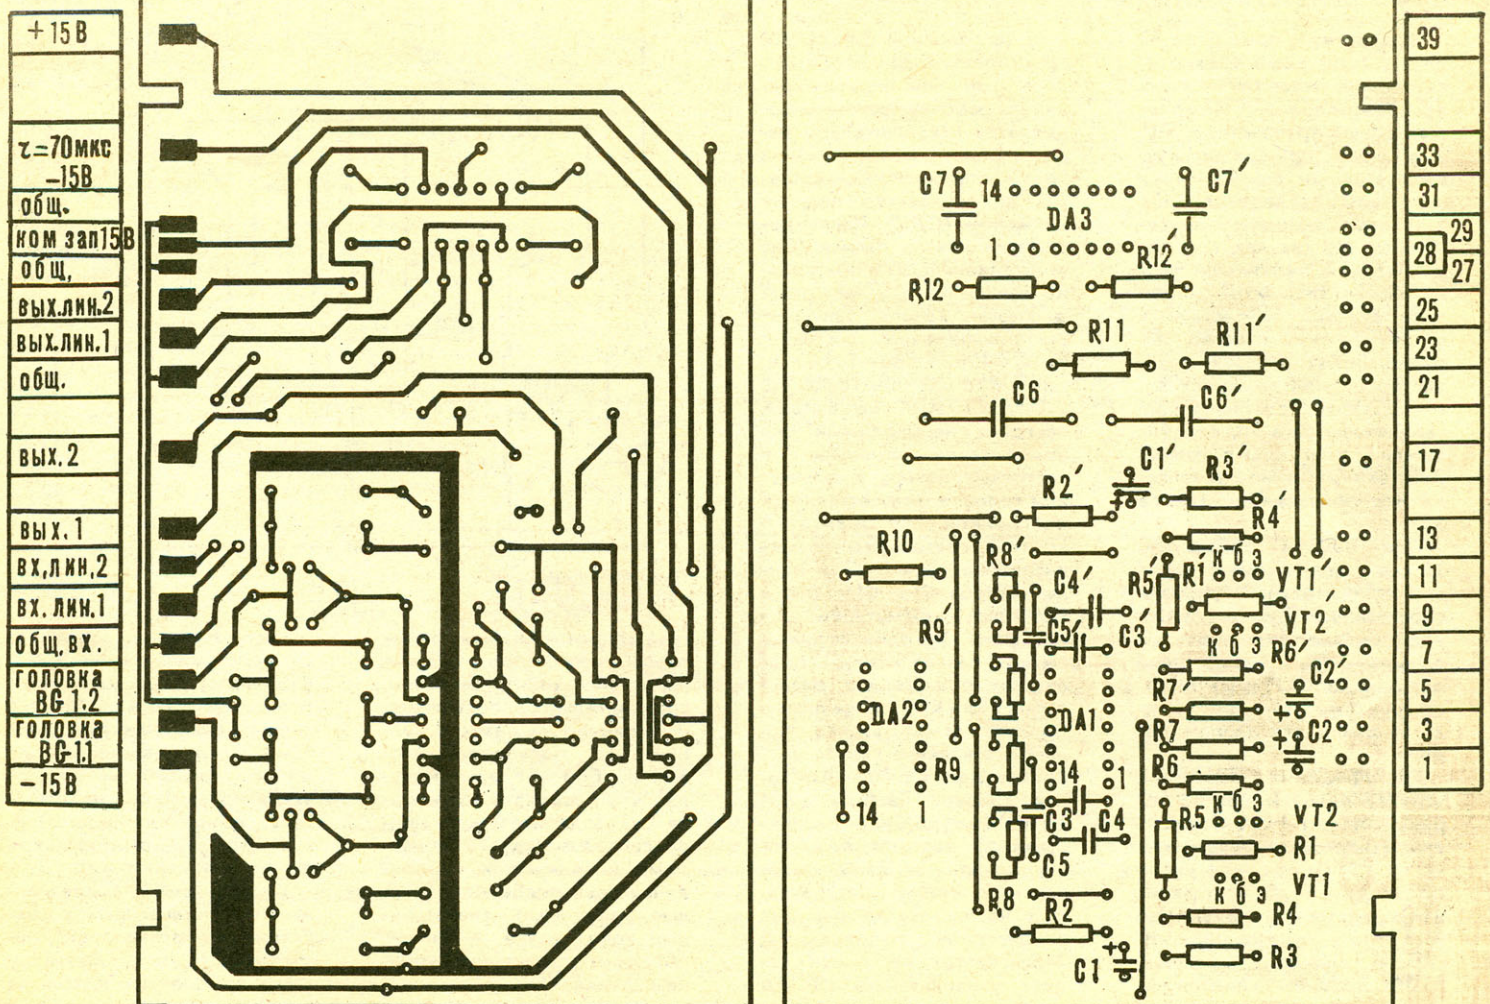 +15В
τ=70мкс
-15В
общ.
ком зап15В
общ,
вых.лин.2
вых.лин.1
общ.
вых.2
вых.1
вх,лин,2
вх.лин.1
общ,вх.
головка
BG 1.2
головка
BG-1.1
-15В
C7
14
DA3
1
C7′
R12
R12′
R11
R11′
C6
C6′
C1′
+
R2′
R3′
R4′
R10
R8′
C4′
R5′
R1′
к б э
VT1′
R9′
C5′
C3′
VT2′
к б э
R6′
R7′
C2′
+
DA2
DA1
R7
+
C2
R9
R6
14
1
к б э
14
1
C3
C4
R5
VT2
R1
C5
к б э
VT1
R8
R2
R4
C1
+
R3
39
33
31
29
28
27
25
23
21
17
13
11
9
7
5
3
1